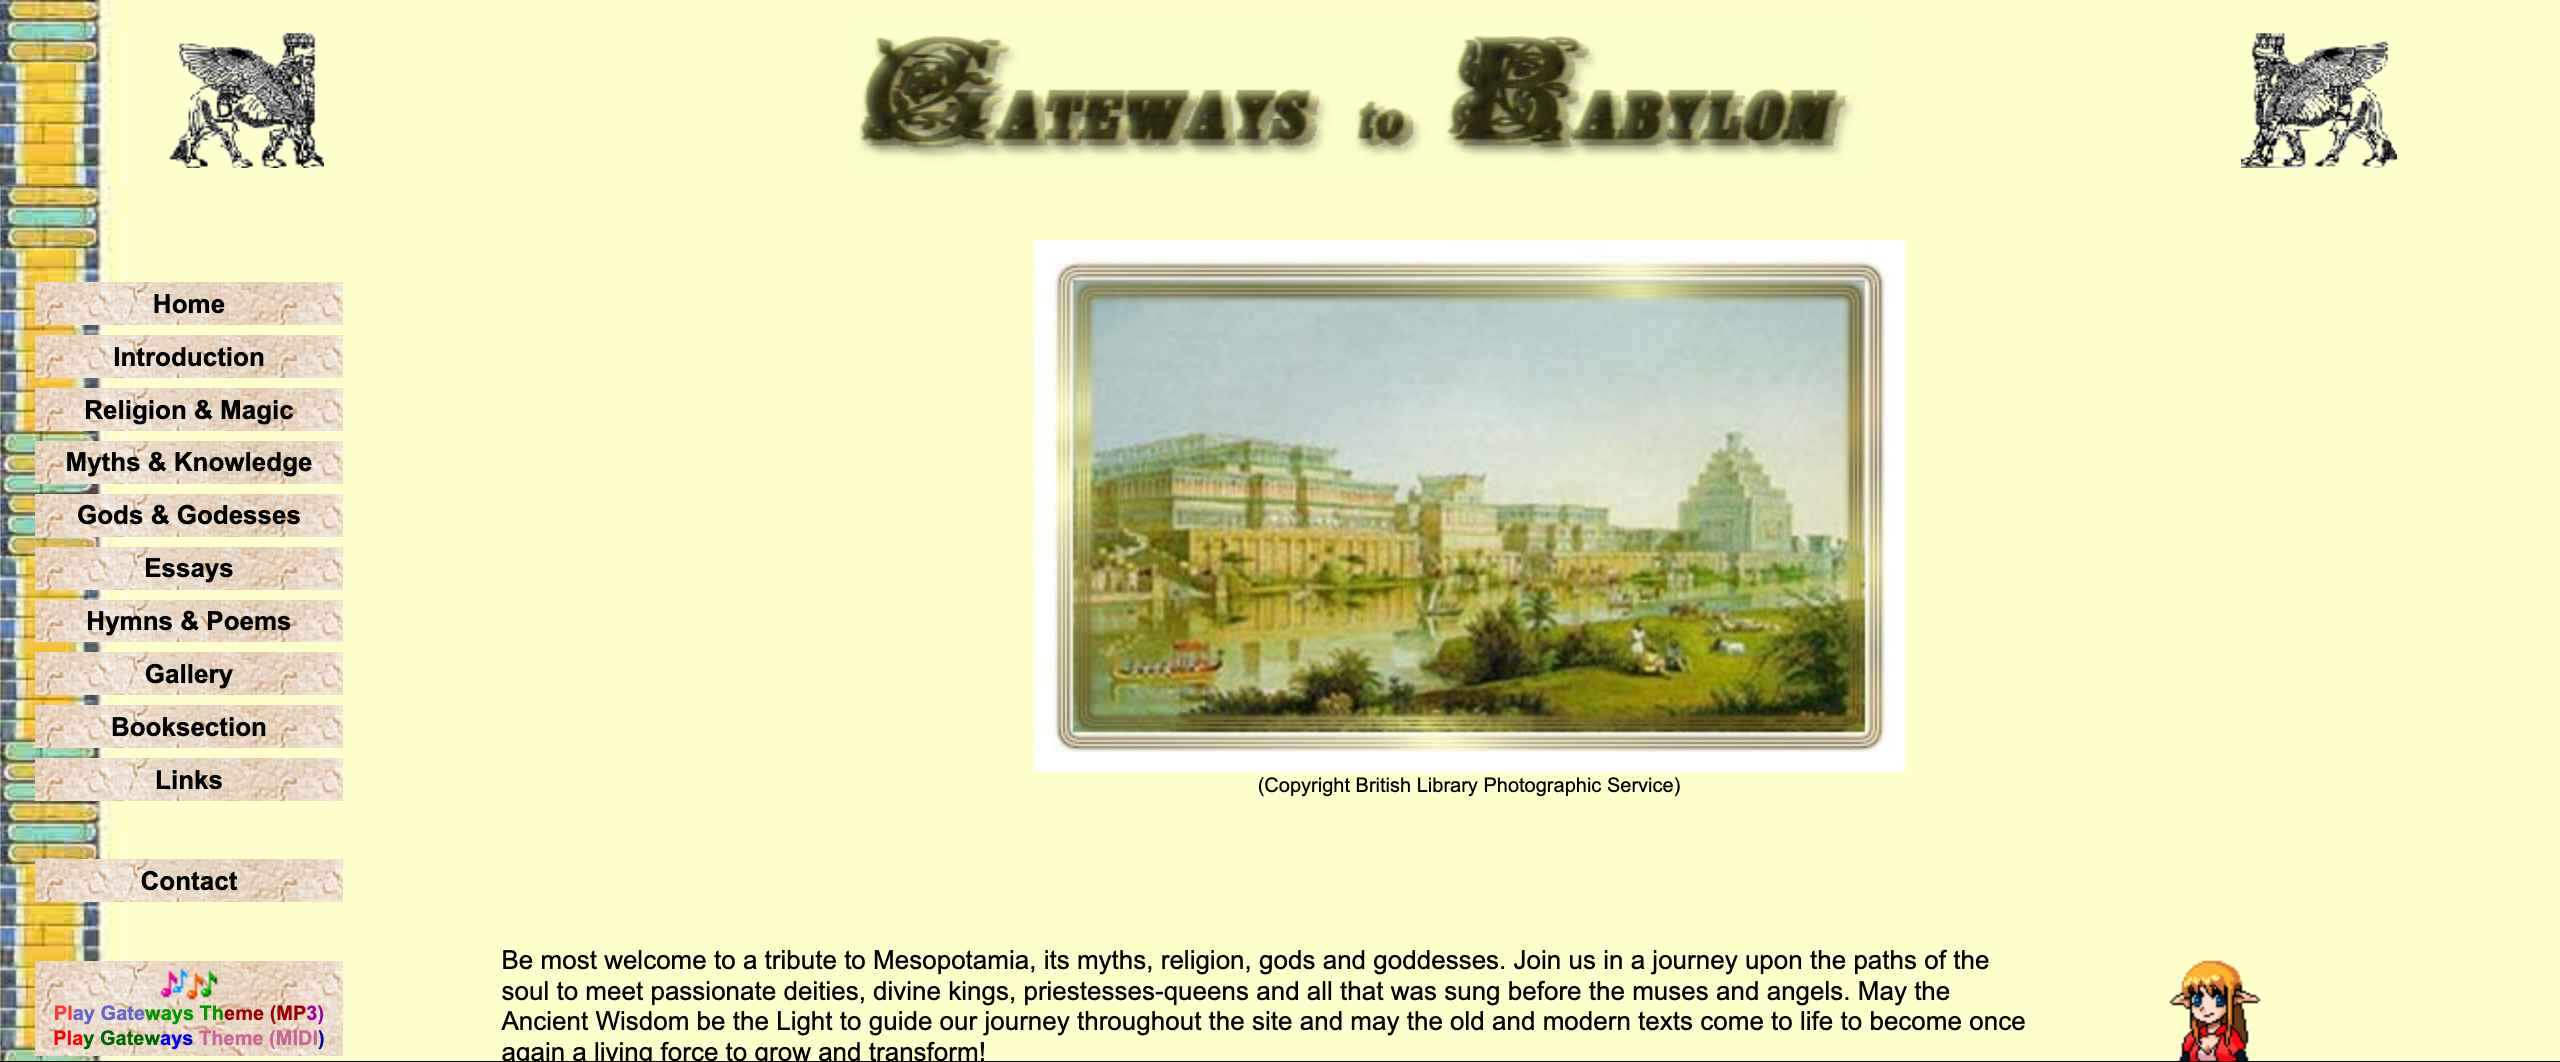 GATEWAYS to BABYLON
Home
Introduction
Religion & Magic
Myths & Knowledge
Gods & Godesses
Essays
Hymns & Poems
Gallery
Booksection
Links
Contact
Play Gateways Theme (MP3)
Play Gateways Theme (MIDI)
(Copyright British Library Photographic Service)
Be most welcome to a tribute to Mesopotamia, its myths, religion, gods and goddesses. Join us in a journey upon the paths of the
soul to meet passionate deities, divine kings, priestesses-queens and all that was sung before the muses and angels. May the
Ancient Wisdom be the Light to guide our journey throughout the site and may the old and modern texts come to life to become once
again a living force to grow and transform!